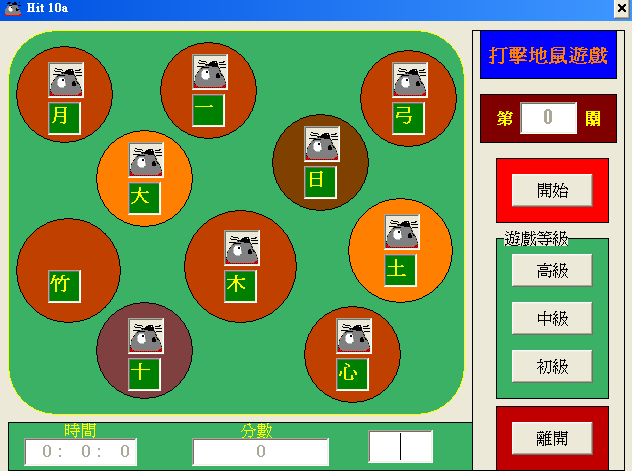 Hit 10a
打擊地鼠遊戲
月
一
弓
第 0 關
大
日
開始
遊戲等級
竹
木
土
高級
中級
十
心
初級
時間
分數
0 : 0 : 0
0
離開